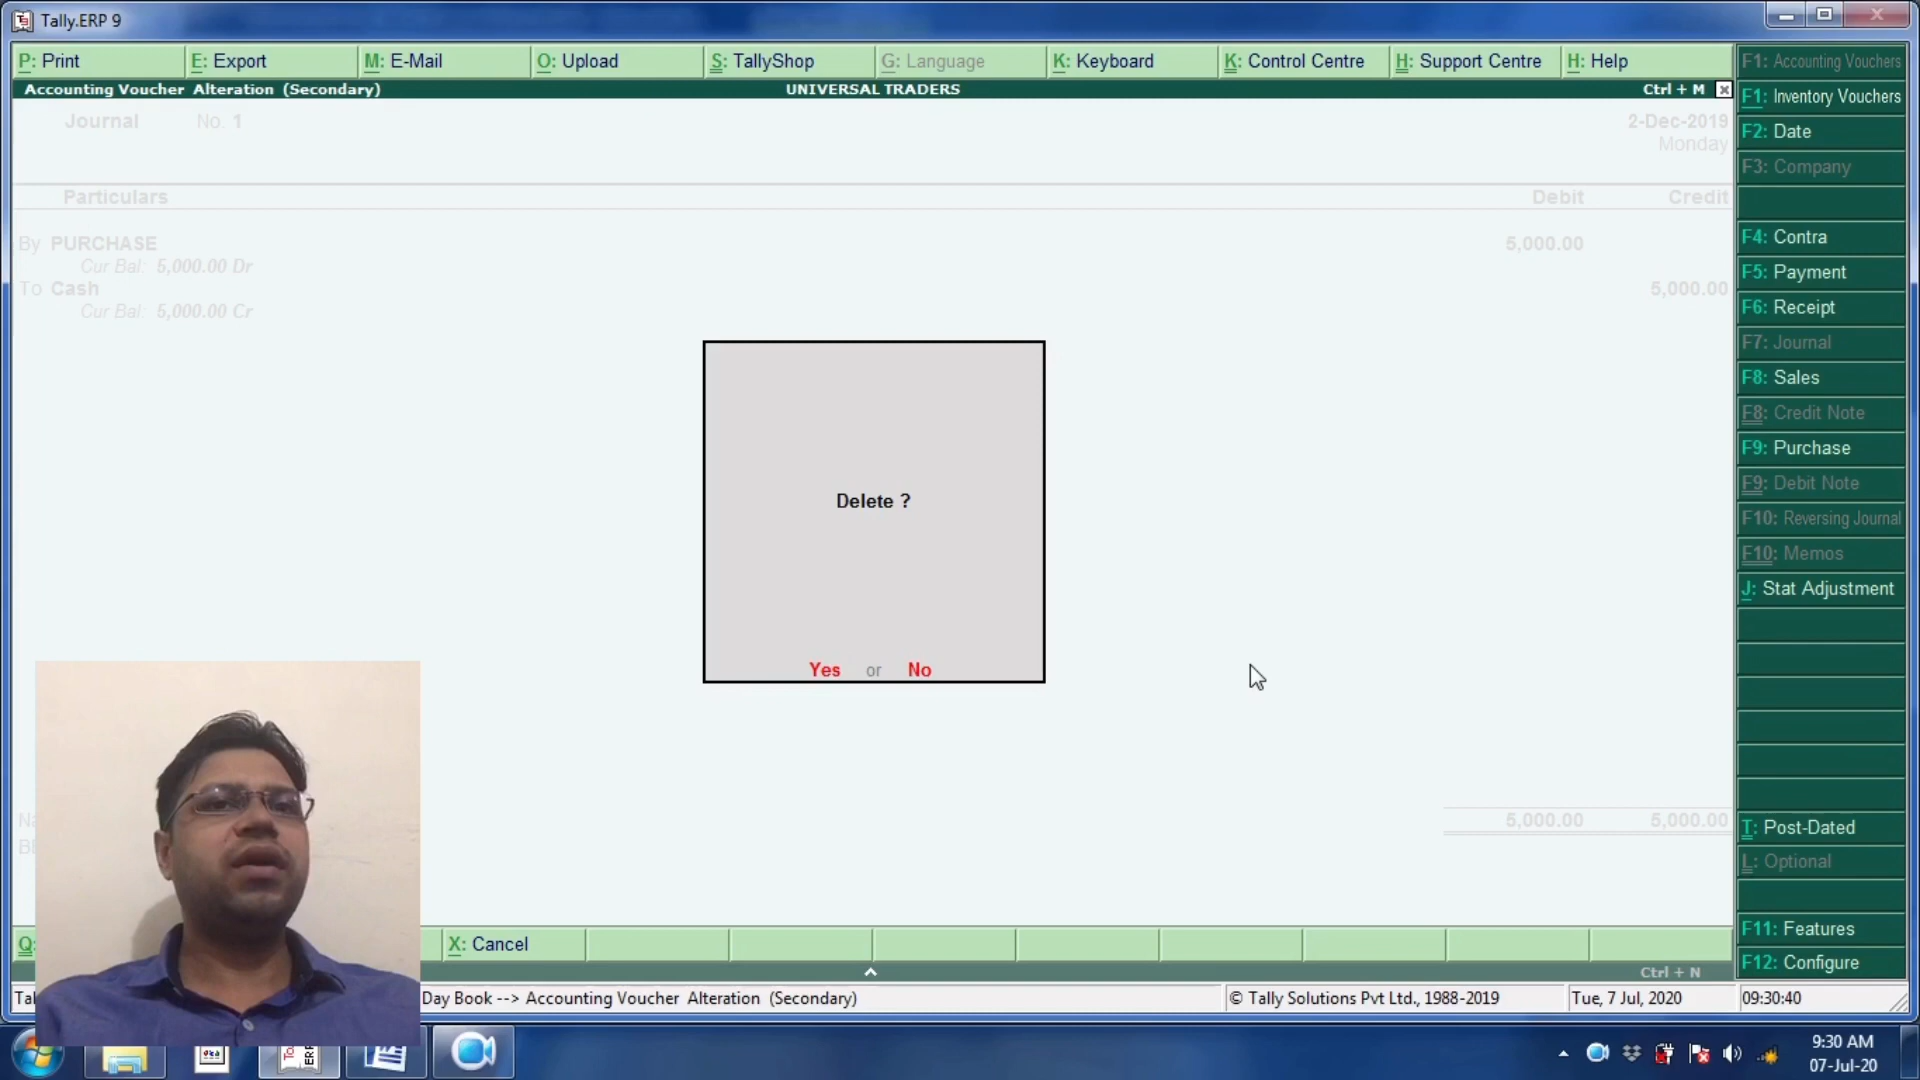 Tally.ERP 9
P: Print E: Export M: E-Mail O: Upload S: TallyShop G: Language K: Keyboard K: Control Centre H: Support Centre H: Help
Accounting Voucher Alteration (Secondary) UNIVERSAL TRADERS Ctrl + M
Journal No. 1 2-Dec-2019
Monday
Particulars Debit Credit
By PURCHASE 5,000.00
Cur Bal: 5,000.00 Dr
To Cash 5,000.00
Cur Bal: 5,000.00 Cr
Delete ?
Yes or No
5,000.00 5,000.00
F1: Accounting Vouchers
F1: Inventory Vouchers
F2: Date
F3: Company
F4: Contra
F5: Payment
F6: Receipt
F7: Journal
F8: Sales
F8: Credit Note
F9: Purchase
F9: Debit Note
F10: Reversing Journal
F10: Memos
J: Stat Adjustment
T: Post-Dated
L: Optional
F11: Features
F12: Configure
Q: X: Cancel
Ctrl + N
Day Book --> Accounting Voucher Alteration (Secondary) © Tally Solutions Pvt Ltd., 1988-2019 Tue, 7 Jul, 2020 09:30:40
9:30 AM
07-Jul-20